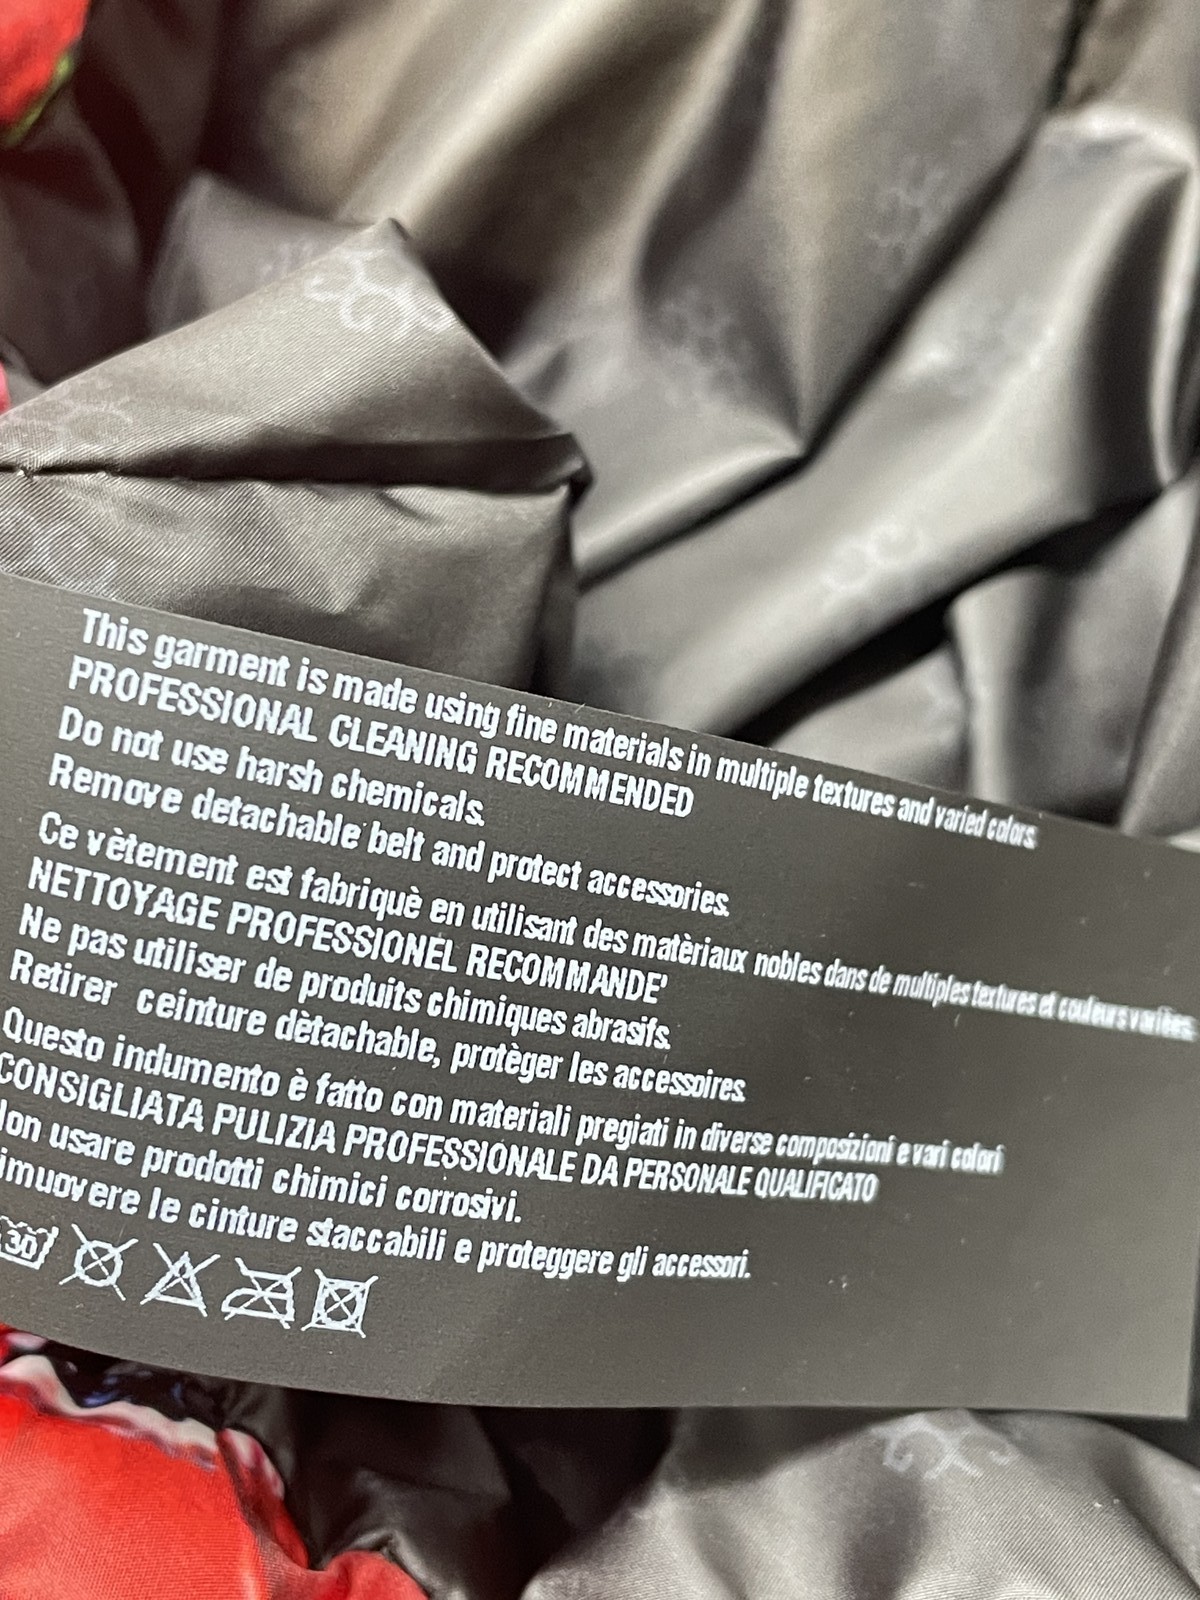 This garment is made using fine materials in multiple textures and varied colors
PROFESSIONAL CLEANING RECOMMENDED
Do not use harsh chemicals.
Remove detachable belt and protect accessories.
Ce vètement est fabriquè en utilisant des matèriaux nobles dans de multiples textures et couleurs varièes.
NETTOYAGE PROFESSIONEL RECOMMANDE'
Ne pas utiliser de produits chimiques abrasifs.
Retirer ceinture dètachable, protèger les accessoires.
Questo indumento è fatto con materiali pregiati in diverse composizioni e vari colori
CONSIGLIATA PULIZIA PROFESSIONALE DA PERSONALE QUALIFICATO
Non usare prodotti chimici corrosivi.
imuovere le cinture staccabili e proteggere gli accessori.
30